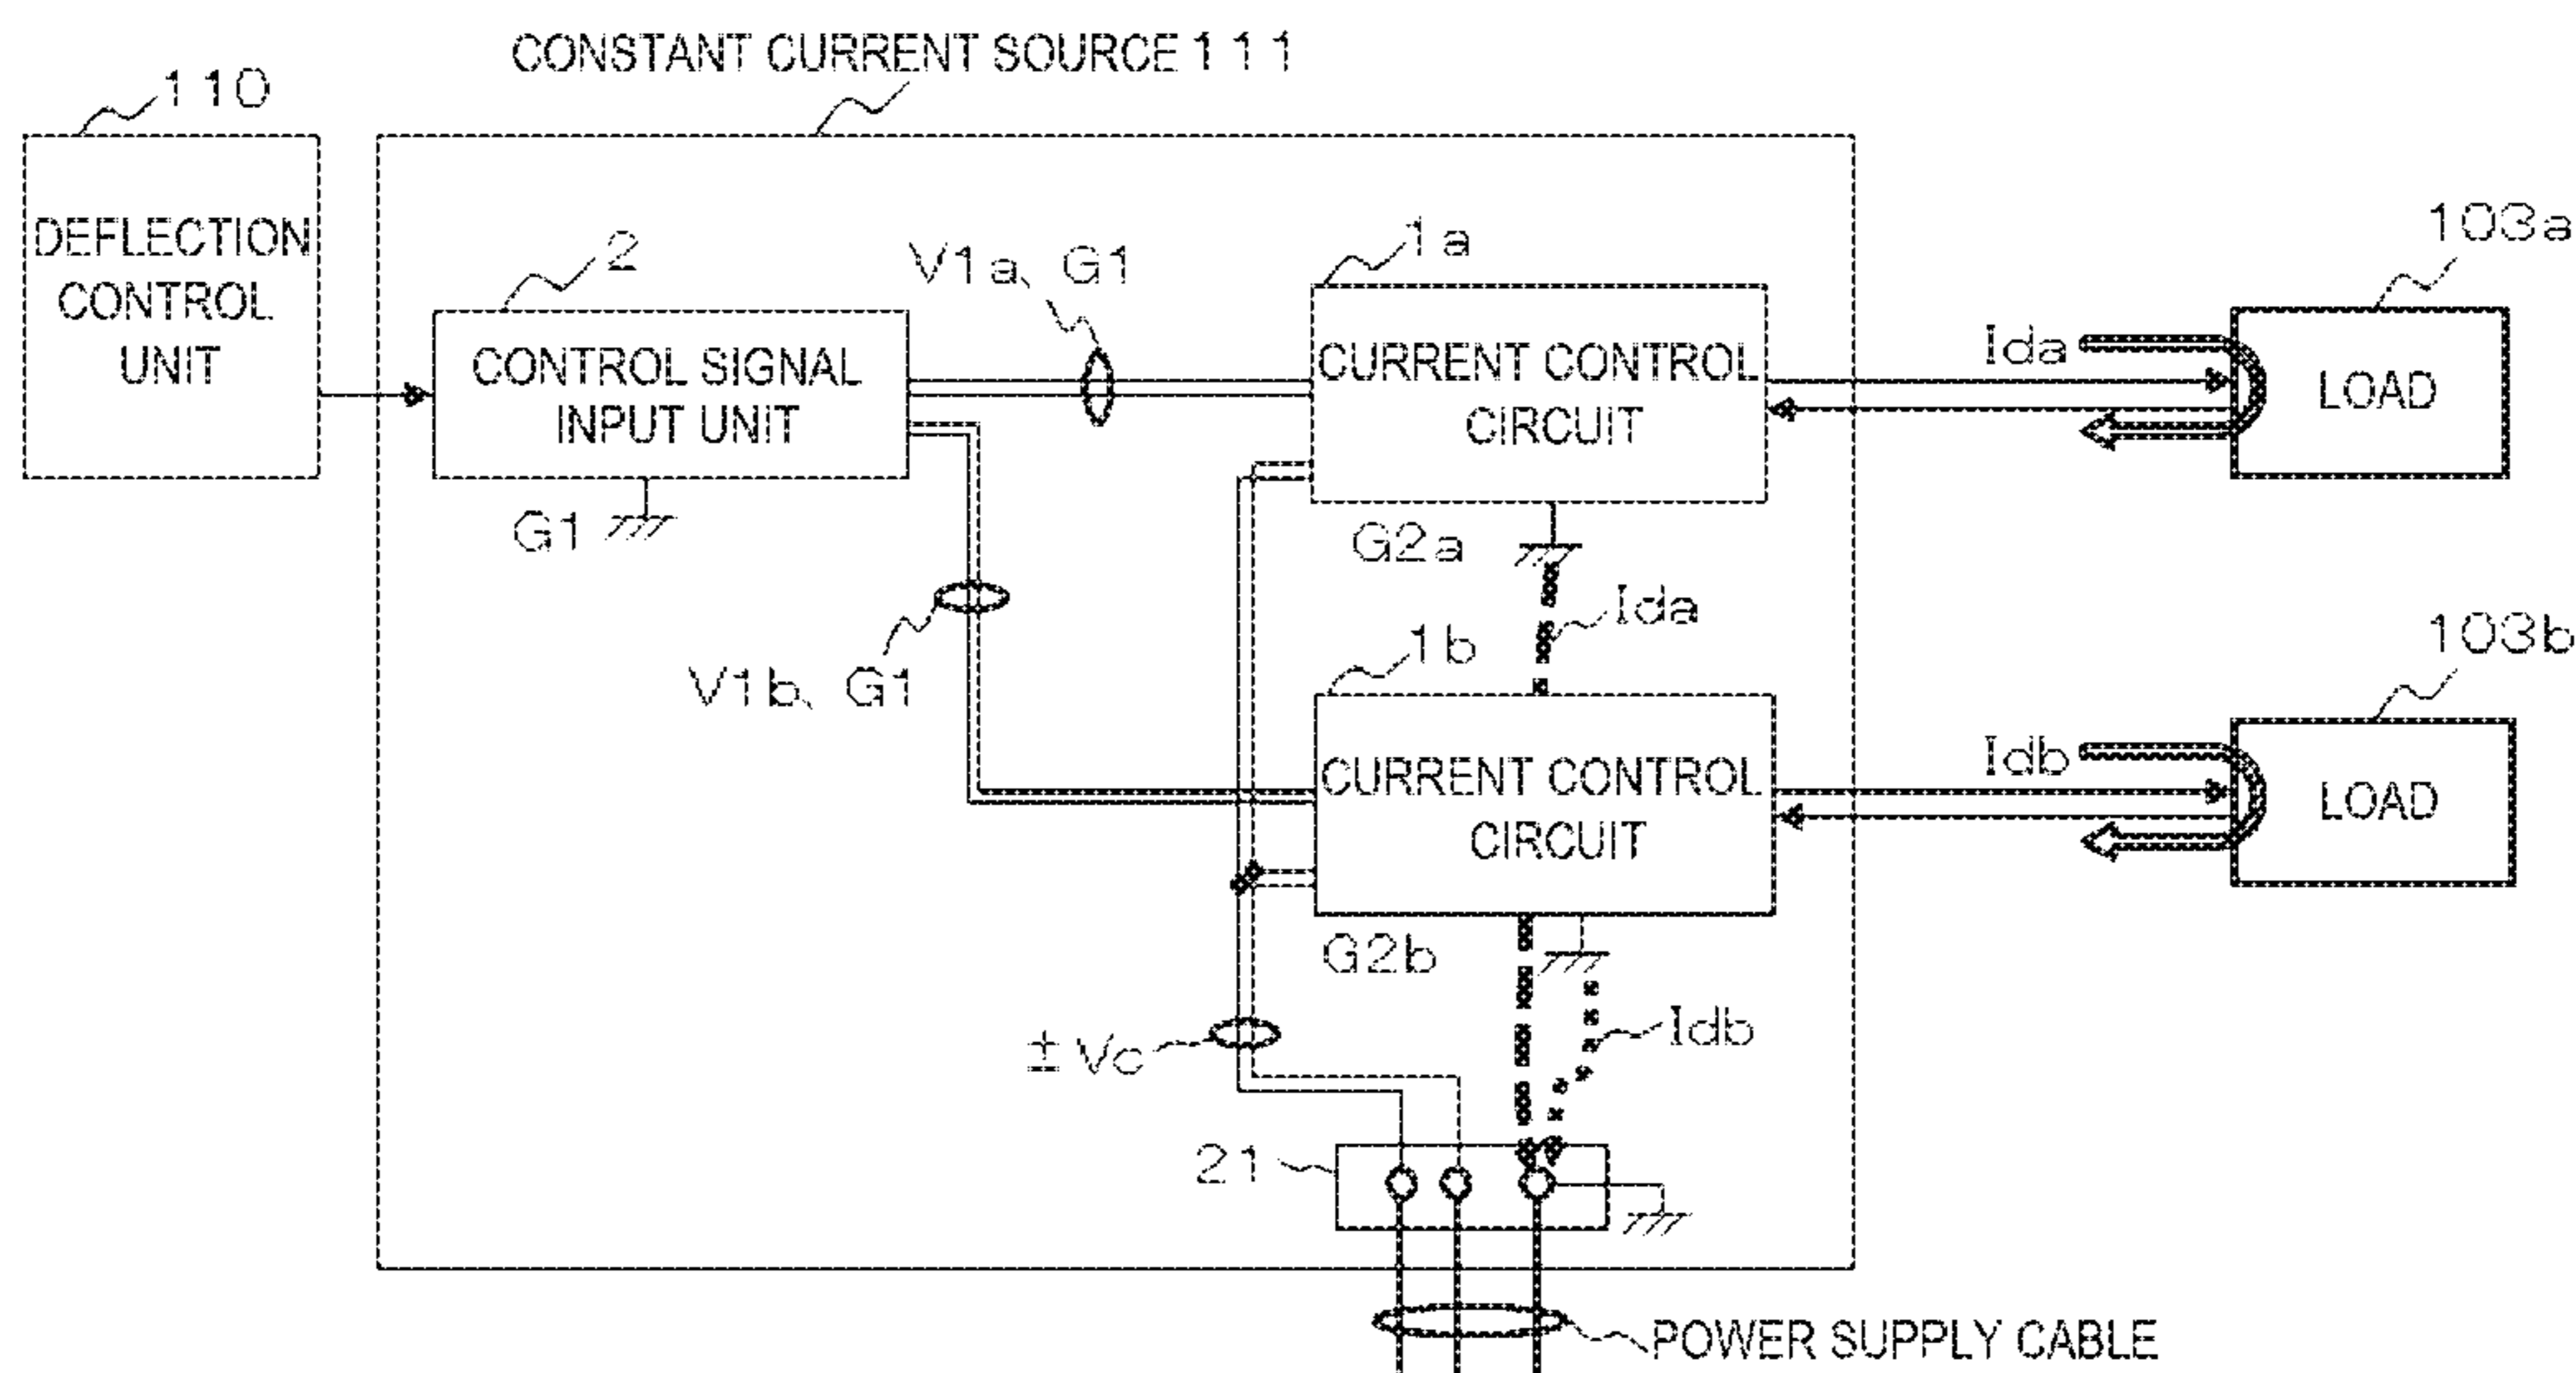 CONSTANT CURRENT SOURCE 111
110
DEFLECTION
CONTROL
UNIT
2
CONTROL SIGNAL
INPUT UNIT
G1
V1a、G1
1a
CURRENT CONTROL
CIRCUIT
G2a
Ida
103a
LOAD
Ida
V1b、G1
1b
CURRENT CONTROL
CIRCUIT
G2b
Idb
103b
LOAD
Idb
±Vc
21
POWER SUPPLY CABLE